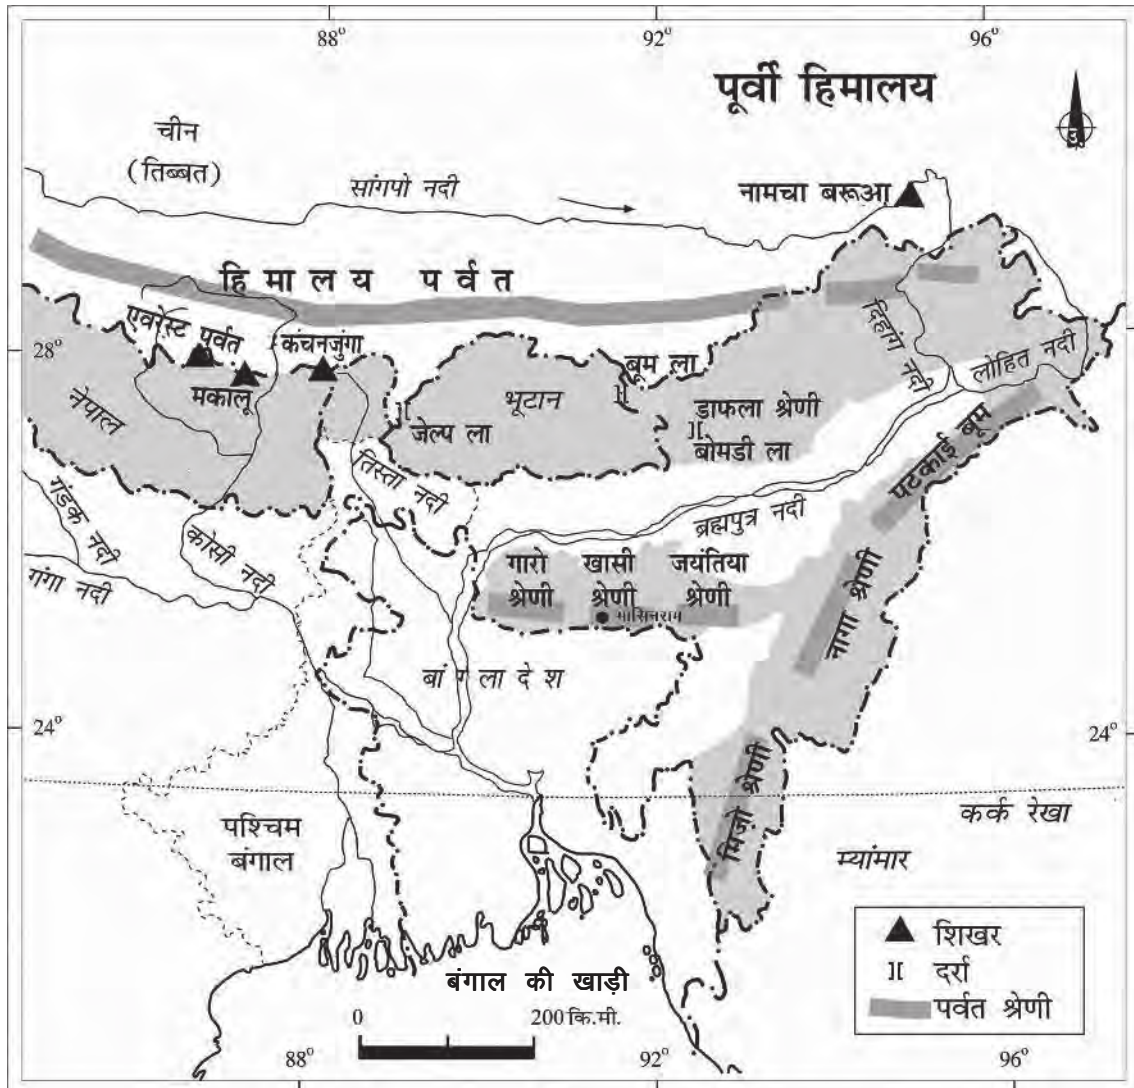 88°
92°
96°
पूर्वी हिमालय
चीन
(तिब्बत)
सांगपो नदी
नामचा बरूआ
हिमालय पर्वत
एवरेस्ट पर्वत
कंचनजुंगा
28°
मकालू
नेपाल
जेल्प ला
भूटान
बूम ला
डाफला श्रेणी
बोमडी ला
दिहांग नदी
लोहित नदी
पटकाई बूम
तिस्ता नदी
ब्रह्मपुत्र नदी
गंडक नदी
कोसी नदी
गंगा नदी
गारो
श्रेणी
खासी
श्रेणी
जयंतिया
श्रेणी
मासिनराम
नागा श्रेणी
बांगलादेश
24°
24°
मिज़ो श्रेणी
कर्क रेखा
पश्चिम
बंगाल
म्यांमार
शिखर
दर्रा
पर्वत श्रेणी
बंगाल की खाड़ी
0
200 कि.मी.
88°
92°
96°